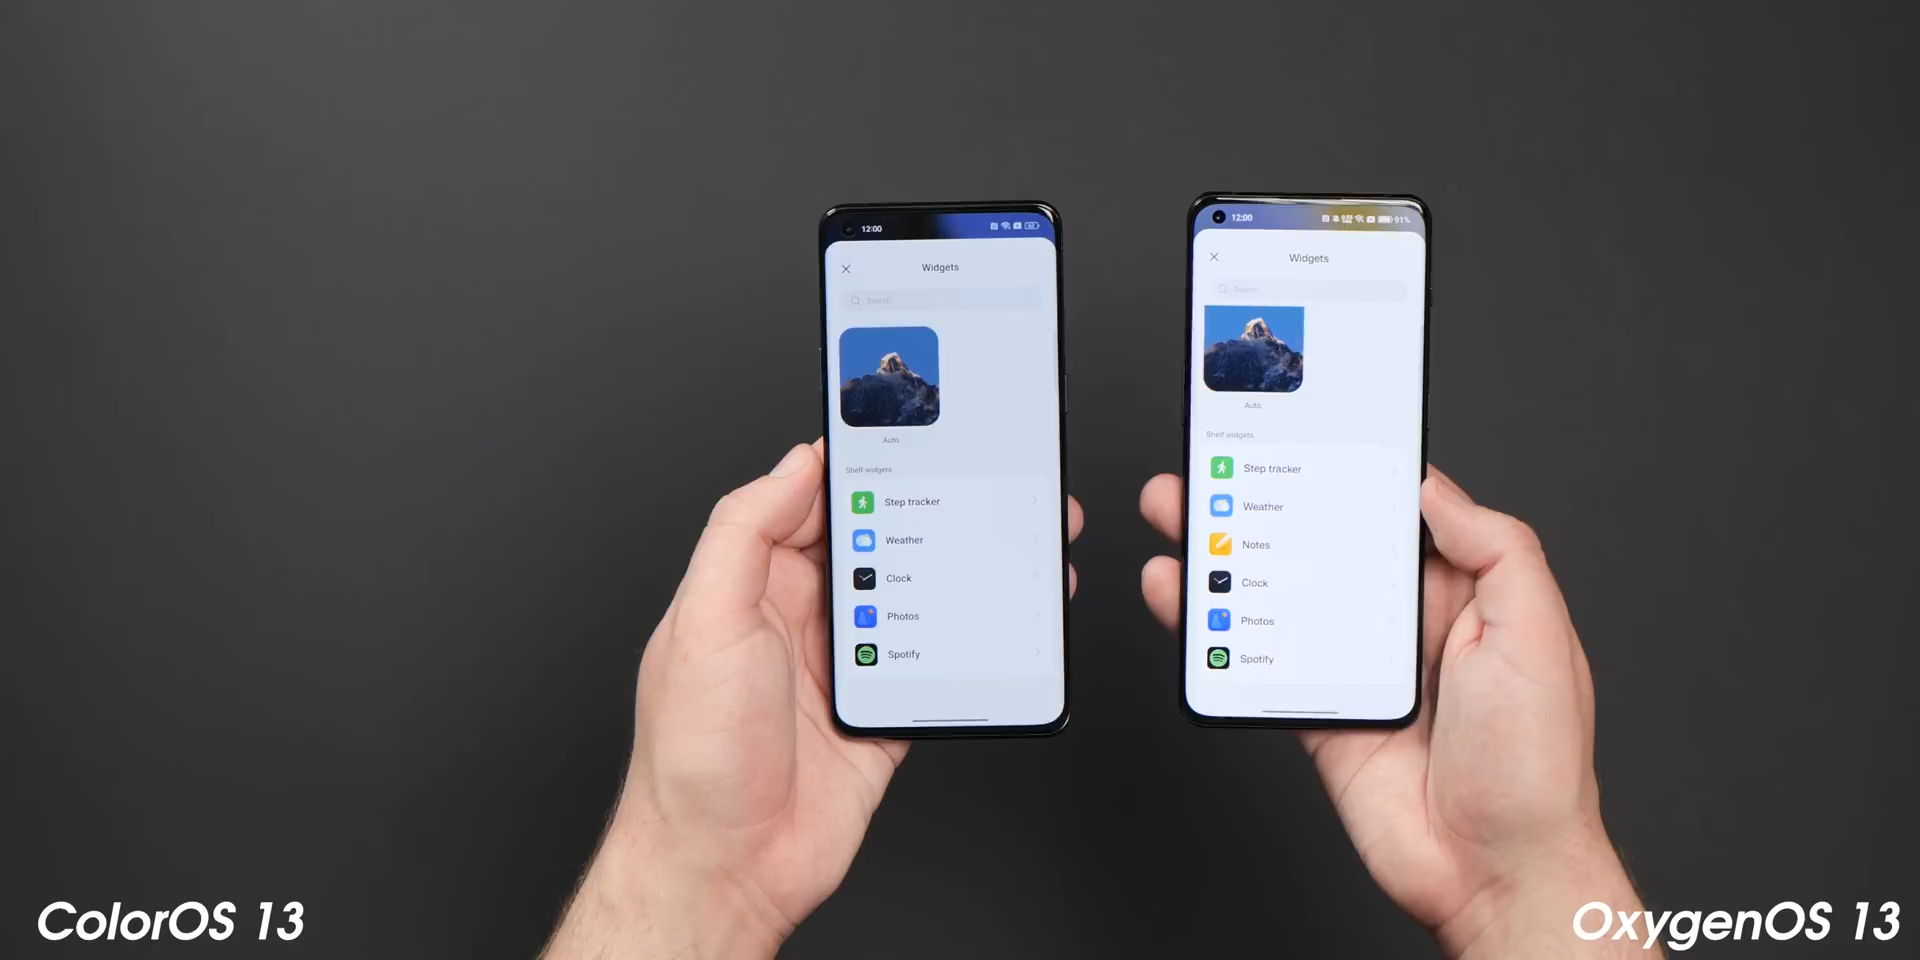 12:00
Widgets
Search
Auto
Shelf widgets
Step tracker
Weather
Clock
Photos
Spotify
12:00
91%
Widgets
Search
Auto
Shelf widgets
Step tracker
Weather
Notes
Clock
Photos
Spotify
ColorOS 13
OxygenOS 13